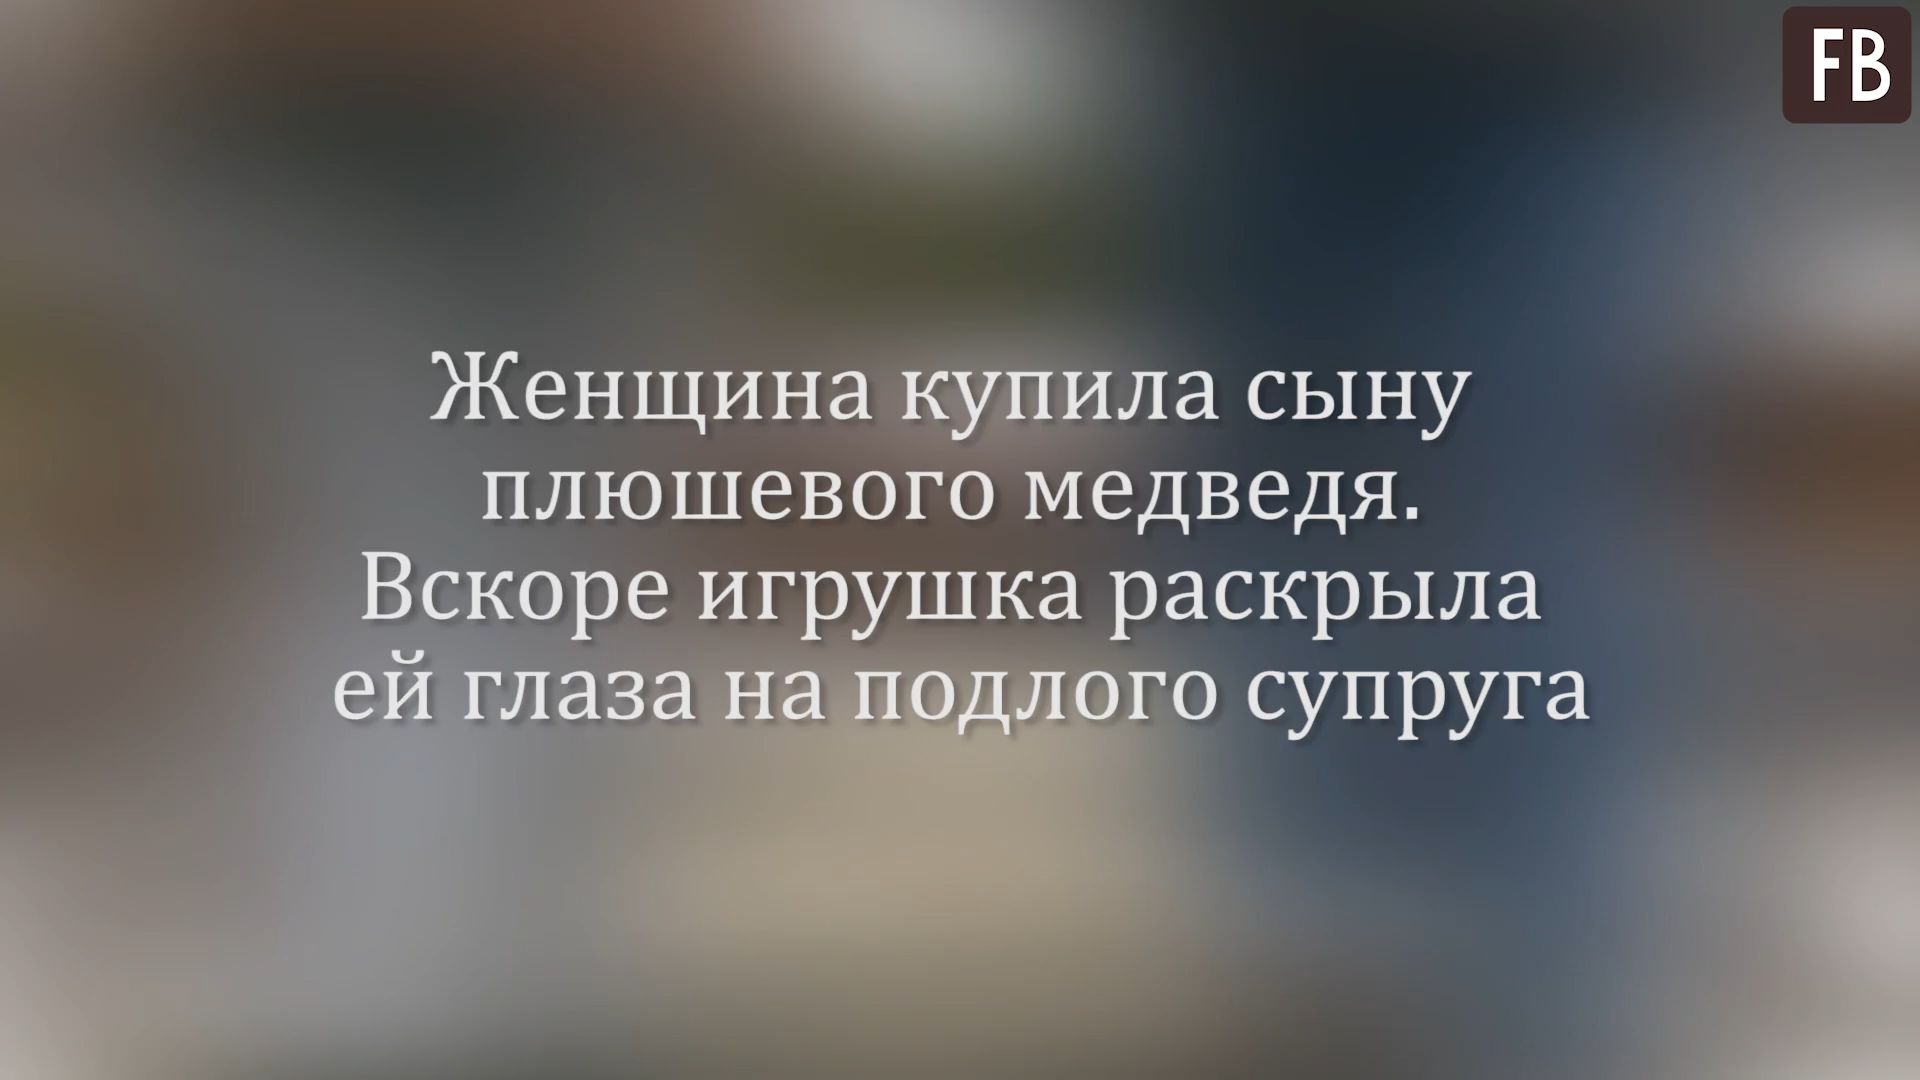 FB
Женщина купила сыну
плюшевого медведя.
Вскоре игрушка раскрыла
ей глаза на подлого супруга